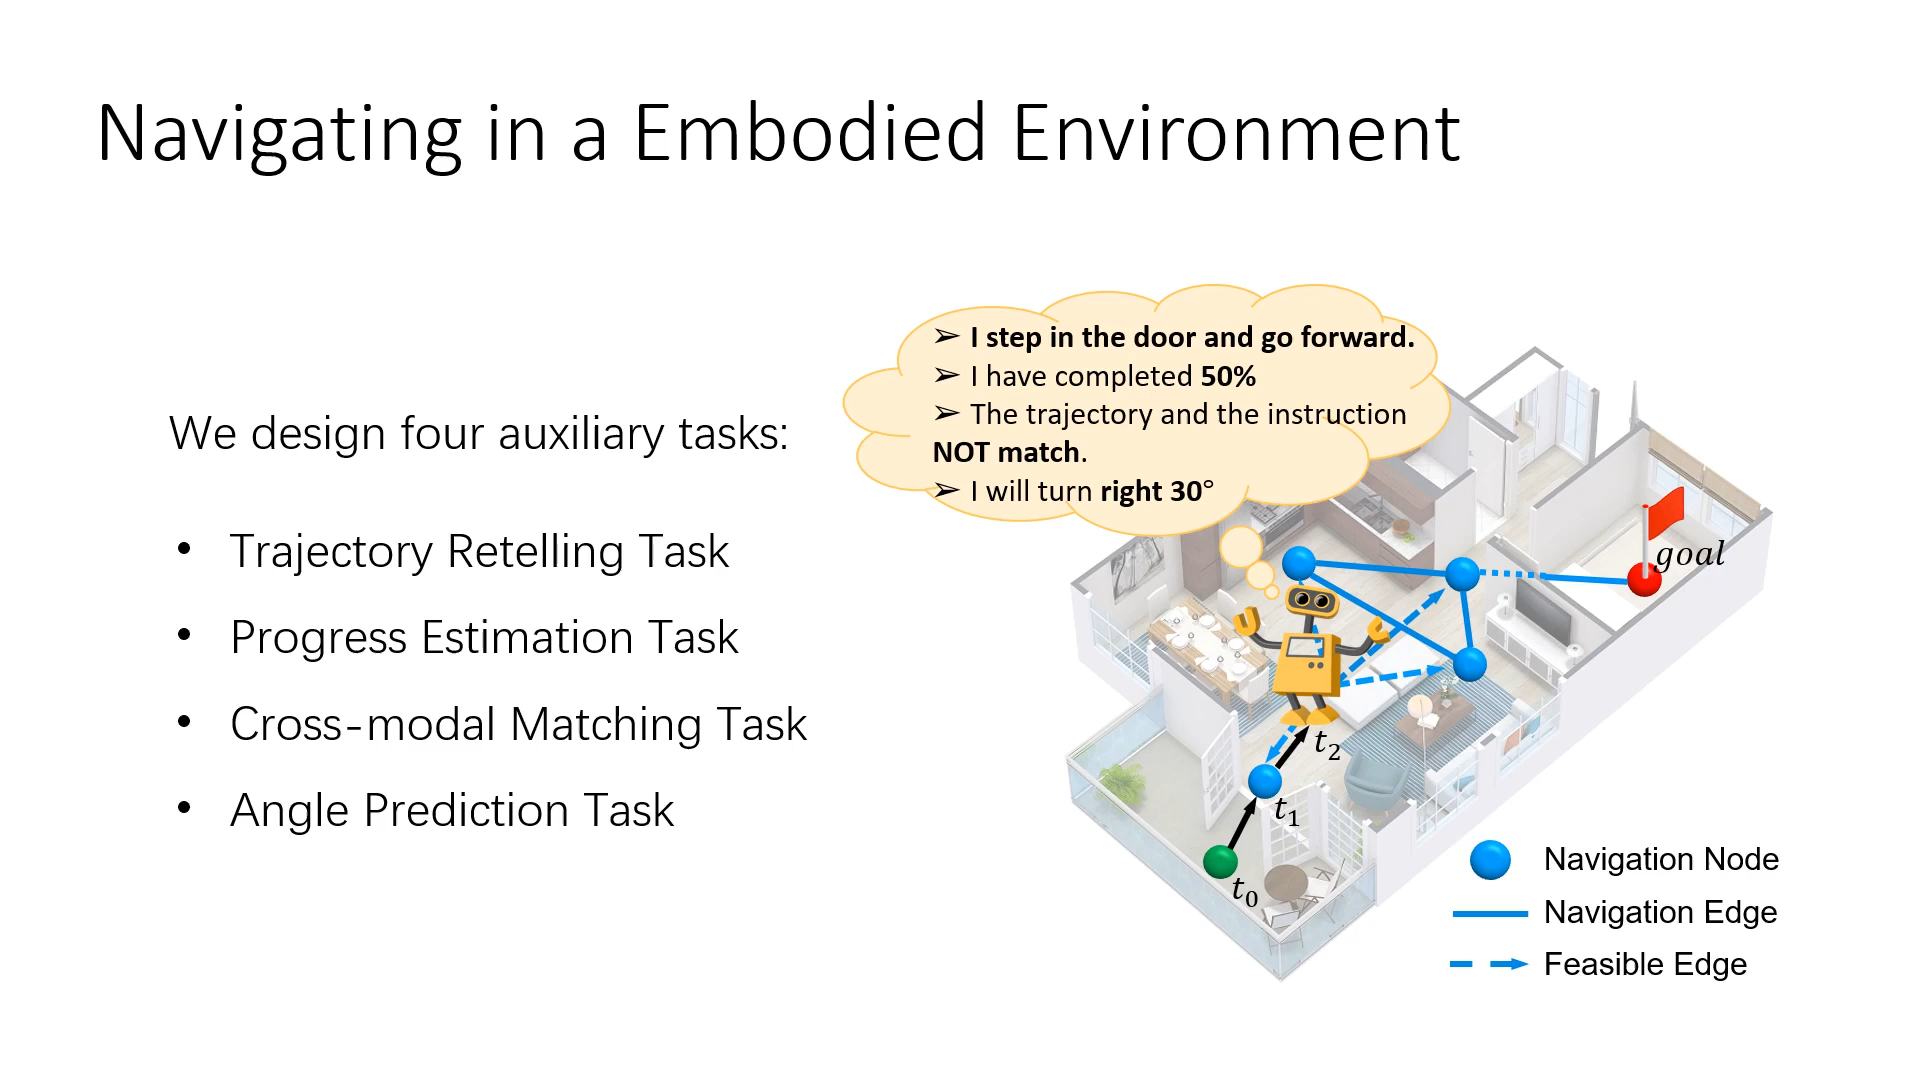 Navigating in a Embodied Environment
We design four auxiliary tasks:
• Trajectory Retelling Task
• Progress Estimation Task
• Cross-modal Matching Task
• Angle Prediction Task
➢ I step in the door and go forward.
➢ I have completed 50%
➢ The trajectory and the instruction
NOT match.
➢ I will turn right 30°
goal
t₂
t₁
t₀
Navigation Node
Navigation Edge
Feasible Edge